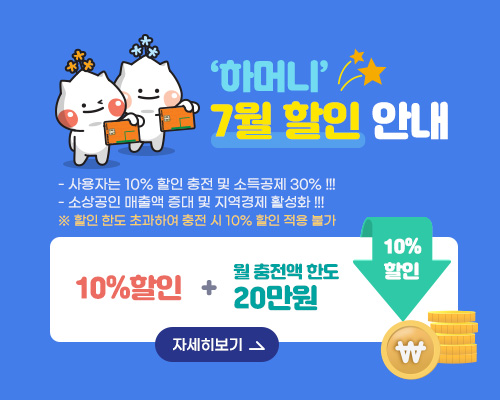 ‘하머니’
7월 할인 안내
- 사용자는 10% 할인 충전 및 소득공제 30% !!!
- 소상공인 매출액 증대 및 지역경제 활성화 !!!
※ 할인 한도 초과하여 충전 시 10% 할인 적용 불가
10%
할인
10%할인 + 월 충전액 한도
20만원
₩
자세히보기